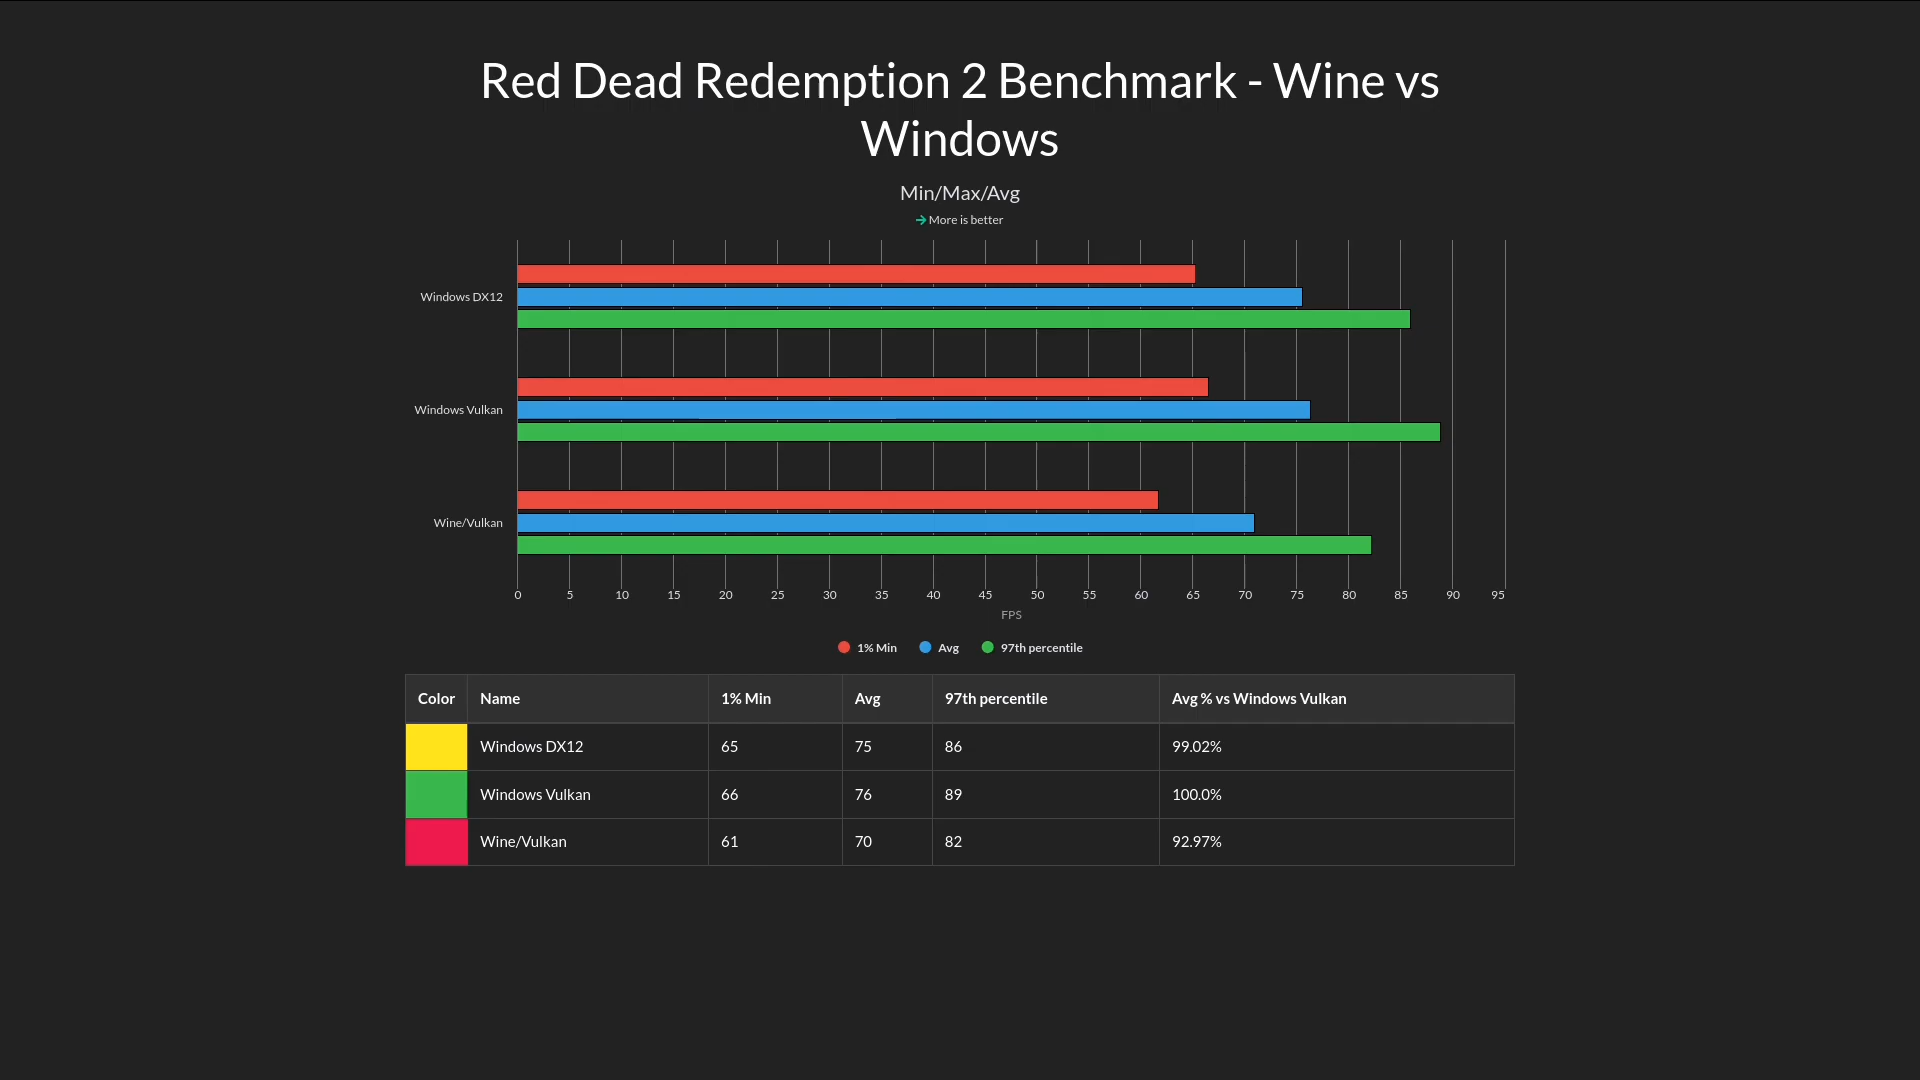 Red Dead Redemption 2 Benchmark - Wine vs
Windows
Min/Max/Avg
More is better
Windows DX12
Windows Vulkan
Wine/Vulkan
0 5 10 15 20 25 30 35 40 45 50 55 60 65 70 75 80 85 90 95
FPS
1% Min Avg 97th percentile
Color Name 1% Min Avg 97th percentile Avg % vs Windows Vulkan
Windows DX12 65 75 86 99.02%
Windows Vulkan 66 76 89 100.0%
Wine/Vulkan 61 70 82 92.97%